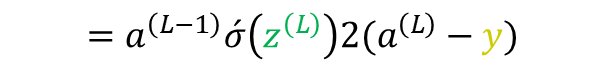 = a^(L−1) σ́(z^(L))2(a^(L) − y)